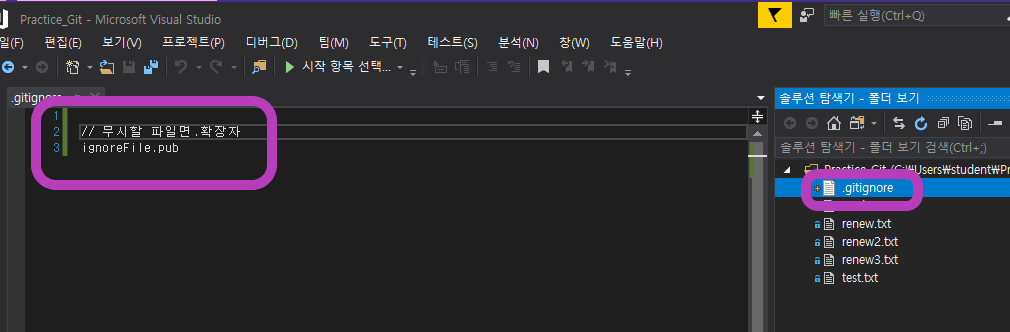 Practice_Git - Microsoft Visual Studio
빠른 실행(Ctrl+Q)
일(F) 편집(E) 보기(V) 프로젝트(P) 디버그(D) 팀(M) 도구(T) 테스트(S) 분석(N) 창(W) 도움말(H)
시작 항목 선택...
.gitignore
솔루션 탐색기 - 폴더 보기
1
2 // 무시할 파일면.확장자
3 ignoreFile.pub
솔루션 탐색기 - 폴더 보기 검색(Ctrl+;)
Practice_Git (C:\Users\student\Pr
.gitignore
renew.txt
renew2.txt
renew3.txt
test.txt